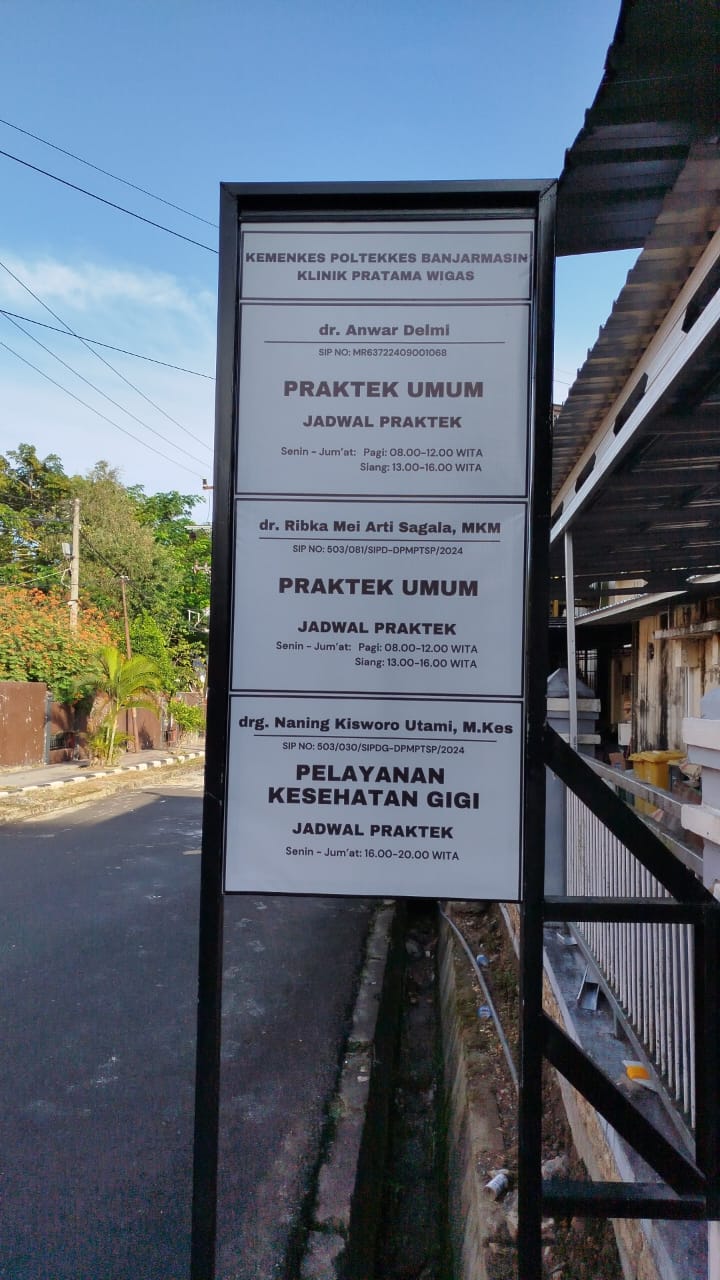 KEMENKES POLTEKKES BANJARMASIN
KLINIK PRATAMA WIGAS
dr. Anwar Delmi
SIP NO: MR63722409001068
PRAKTEK UMUM
JADWAL PRAKTEK
Senin - Jum'at: Pagi: 08.00-12.00 WITA
Siang: 13.00-16.00 WITA
dr. Ribka Mei Arti Sagala, MKM
SIP NO: 503/081/SIPD-DPMPTSP/2024
PRAKTEK UMUM
JADWAL PRAKTEK
Senin - Jum'at: Pagi: 08.00-12.00 WITA
Siang: 13.00-16.00 WITA
drg. Naning Kisworo Utami, M.Kes
SIP NO: 503/030/SIPDG-DPMPTSP/2024
PELAYANAN
KESEHATAN GIGI
JADWAL PRAKTEK
Senin - Jum'at: 16.00-20.00 WITA